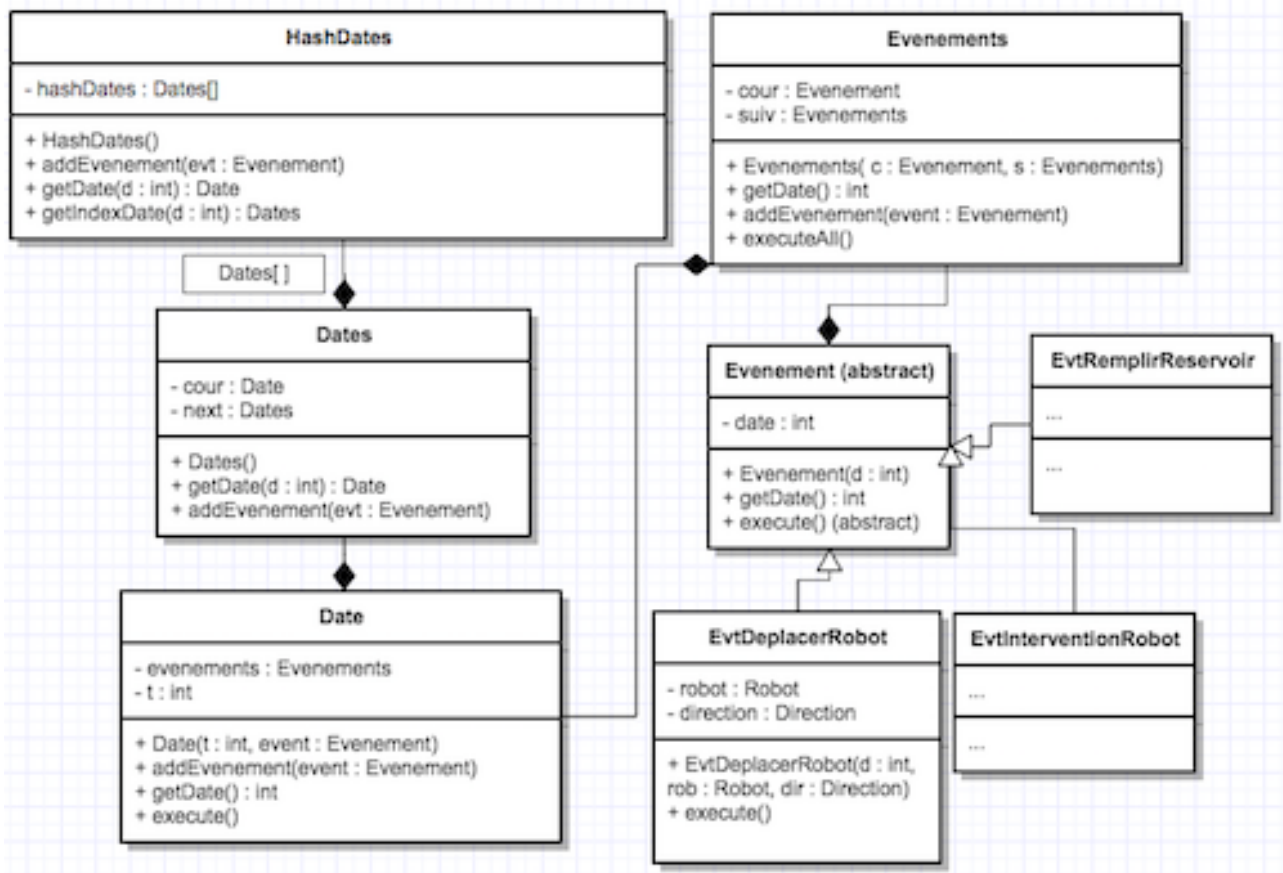 HashDates
- hashDates : Dates[]
+ HashDates()
+ addEvenement(evt : Evenement)
+ getDate(d : int) : Date
+ getIndexDate(d : int) : Dates
Dates[ ]
Dates
- cour : Date
- next : Dates
+ Dates()
+ getDate(d : int) : Date
+ addEvenement(evt : Evenement)
Date
- evenements : Evenements
- t : int
+ Date(t : int, event : Evenement)
+ addEvenement(event : Evenement)
+ getDate() : int
+ execute()
Evenements
- cour : Evenement
- suiv : Evenements
+ Evenements( c : Evenement, s : Evenements)
+ getDate() : int
+ addEvenement(event : Evenement)
+ executeAll()
Evenement (abstract)
- date : int
+ Evenement(d : int)
+ getDate() : int
+ execute() (abstract)
EvtRemplirReservoir
...
...
EvtDeplacerRobot
- robot : Robot
- direction : Direction
+ EvtDeplacerRobot(d : int,
rob : Robot, dir : Direction)
+ execute()
EvtInterventionRobot
...
...